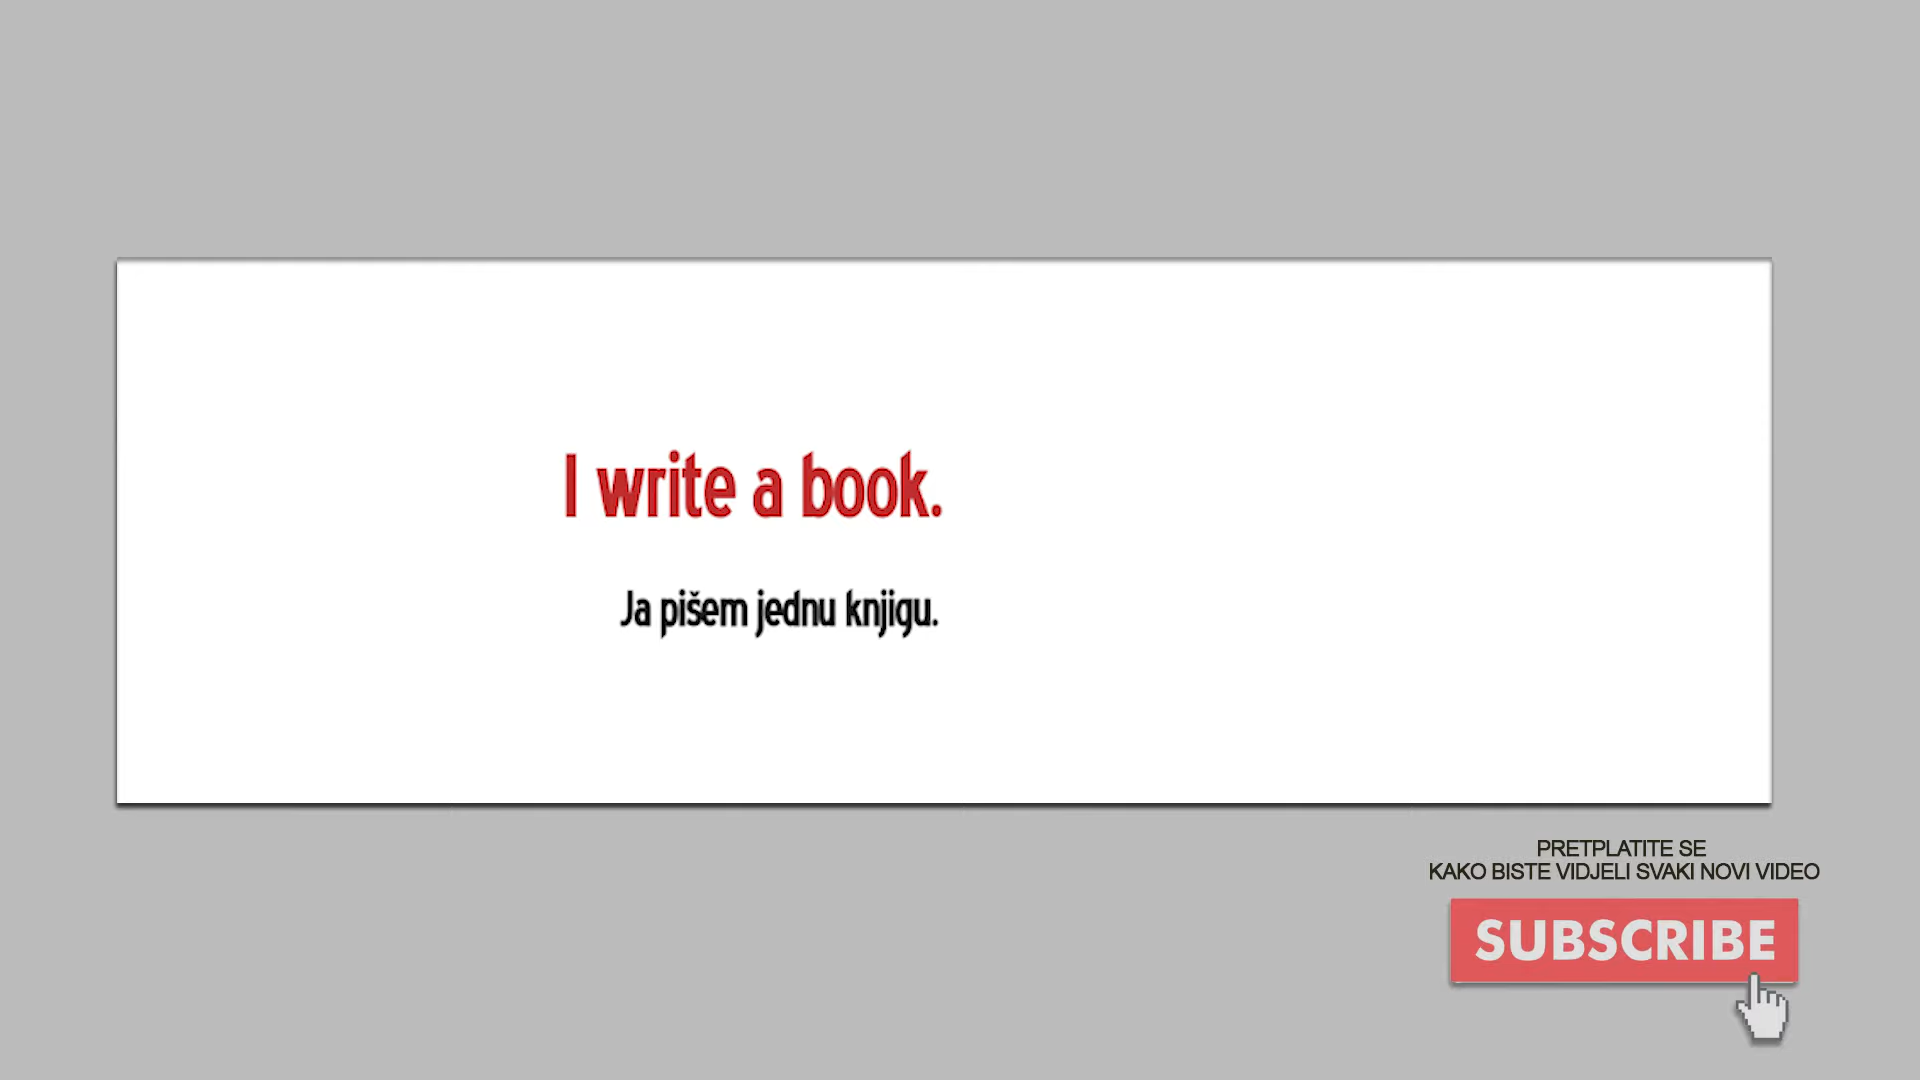 I write a book.
Ja pišem jednu knjigu.
PRETPLATITE SE
KAKO BISTE VIDJELI SVAKI NOVI VIDEO
SUBSCRIBE